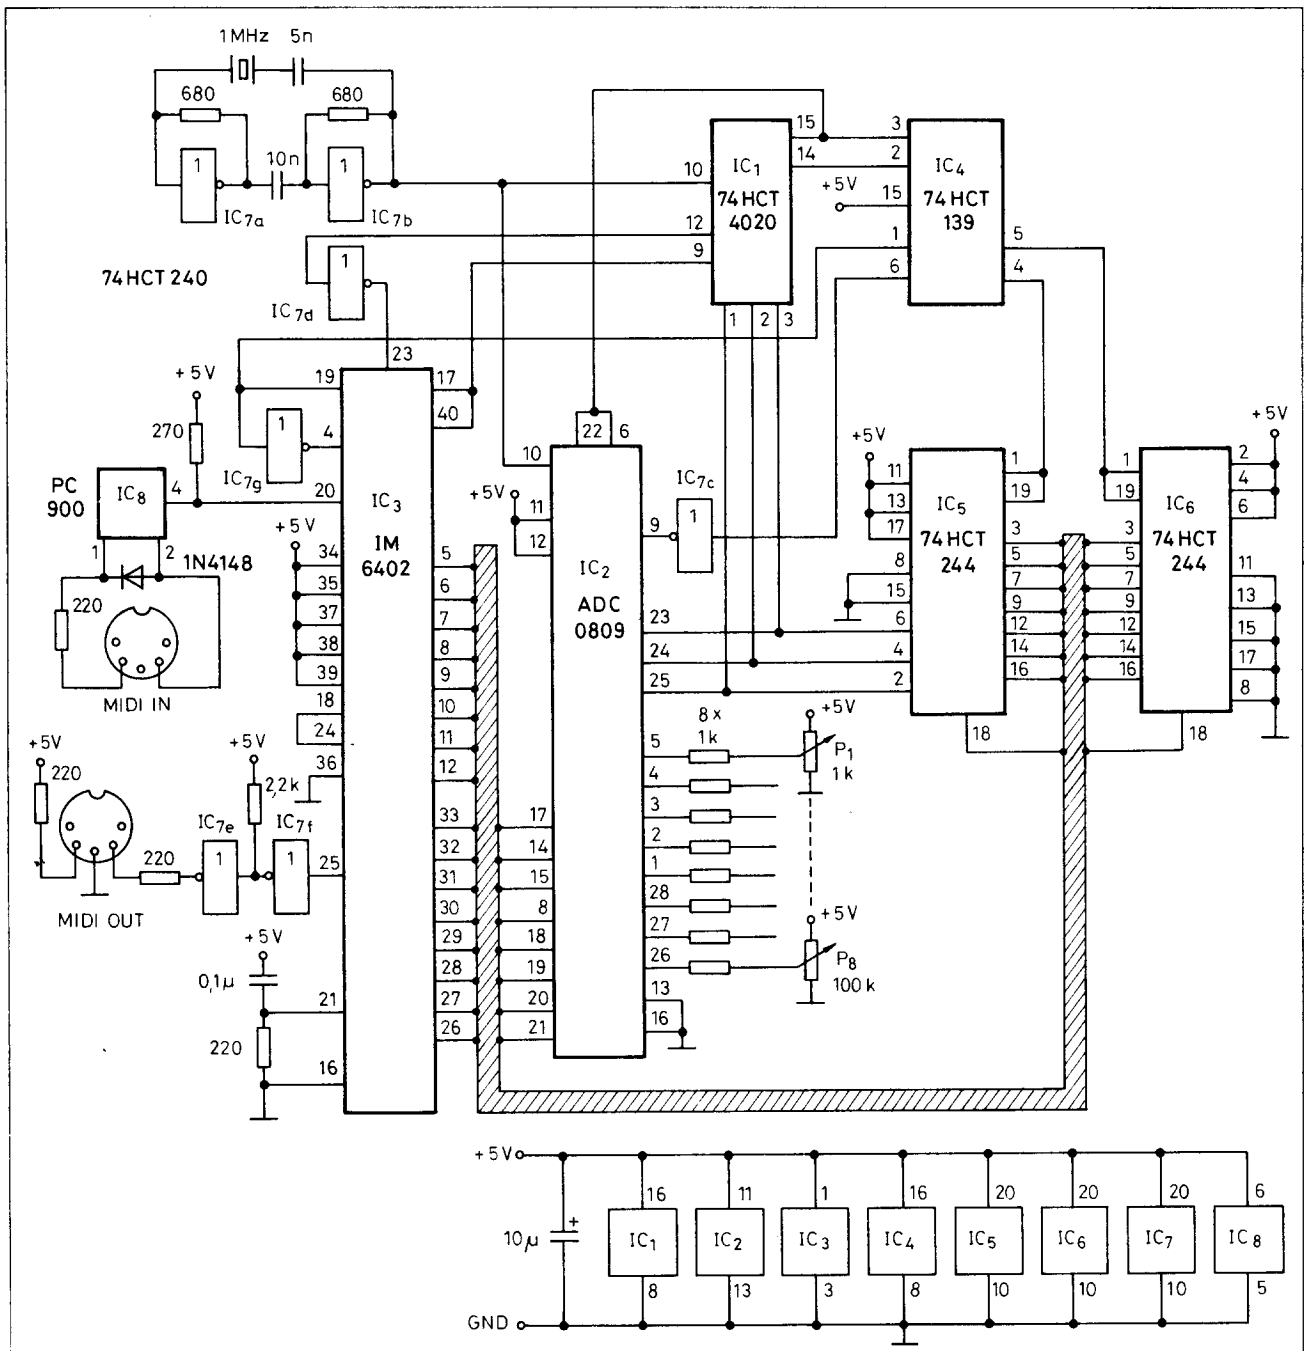 1MHz 5n
680 680
1 10n 1
IC7a IC7b
74HCT 240
1
IC7d
IC1
74HCT
4020
15
14
10
12
9
1 2 3
IC4
74HCT
139
3
2
+5V 15
1
6
5
4
+5V
270
1
IC7g
PC
900
IC8
4
1 2
1N4148
220
MIDI IN
+5V
220
+5V
2,2k
IC7e IC7f
1 1
220
MIDI OUT
+5V
0,1µ
220
+5V
IC3
IM
6402
23
19
4
20
34
35
37
38
39
18
24
36
25
21
16
17
40
5
6
7
8
9
10
11
12
33
32
31
30
29
28
27
26
IC2
ADC
0809
22 6
10
+5V
11
12
17
14
15
8
18
19
20
21
9
IC7c
1
23
24
25
5
4
3
2
1
28
27
26
13
16
8x
1k
+5V
P1
1k
+5V
P8
100k
IC5
74HCT
244
+5V
11
13
17
8
15
6
4
2
1
19
3
5
7
9
12
14
16
18
IC6
74HCT
244
1
19
3
5
7
9
12
14
16
18
+5V
2
4
6
11
13
15
17
8
+5V
10µ
+
16 11 1 16 20 20 20 6
IC1 IC2 IC3 IC4 IC5 IC6 IC7 IC8
8 13 3 8 10 10 10 5
GND